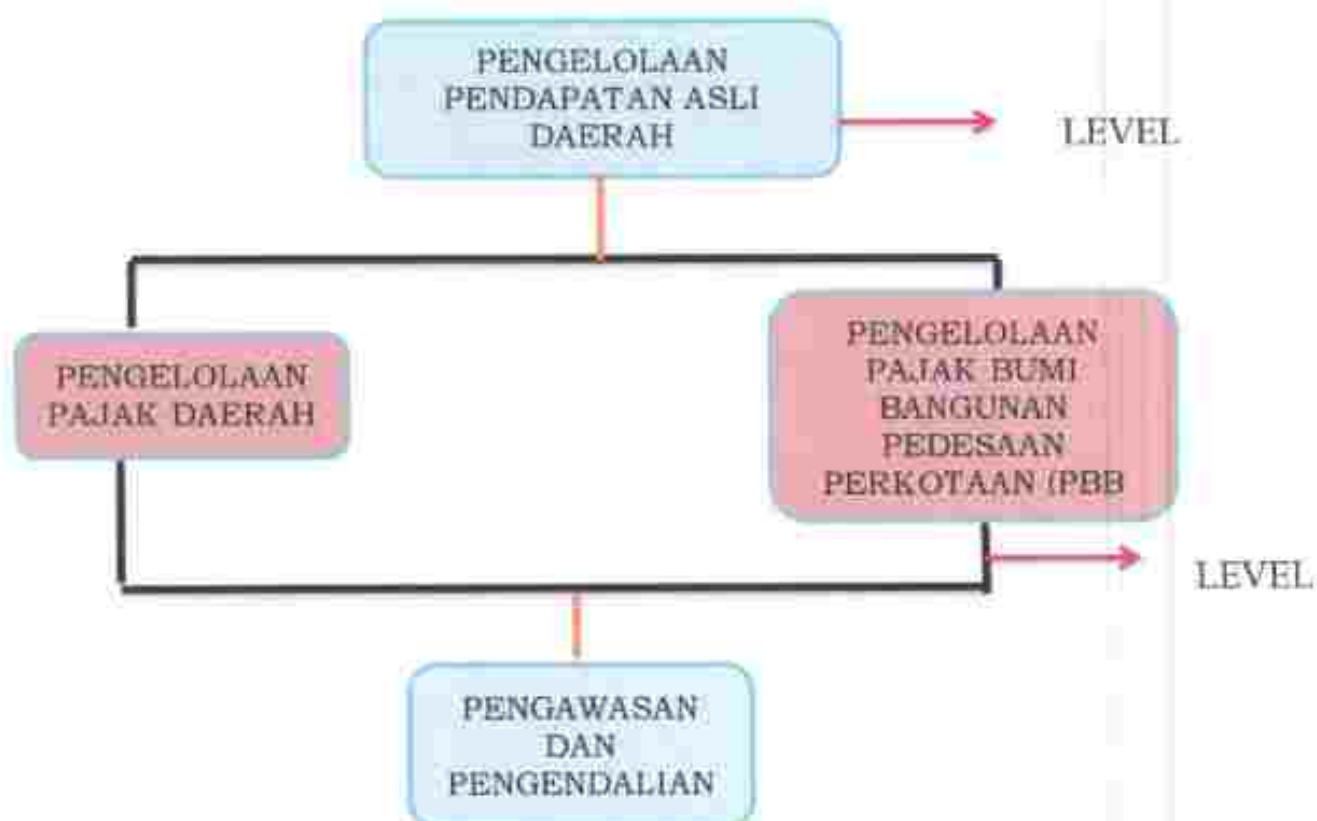 PENGELOLAAN
PENDAPATAN ASLI
DAERAH
LEVEL
PENGELOLAAN
PAJAK DAERAH
PENGELOLAAN
PAJAK BUMI
BANGUNAN
PEDESAAN
PERKOTAAN (PBB
LEVEL
PENGAWASAN
DAN
PENGENDALIAN